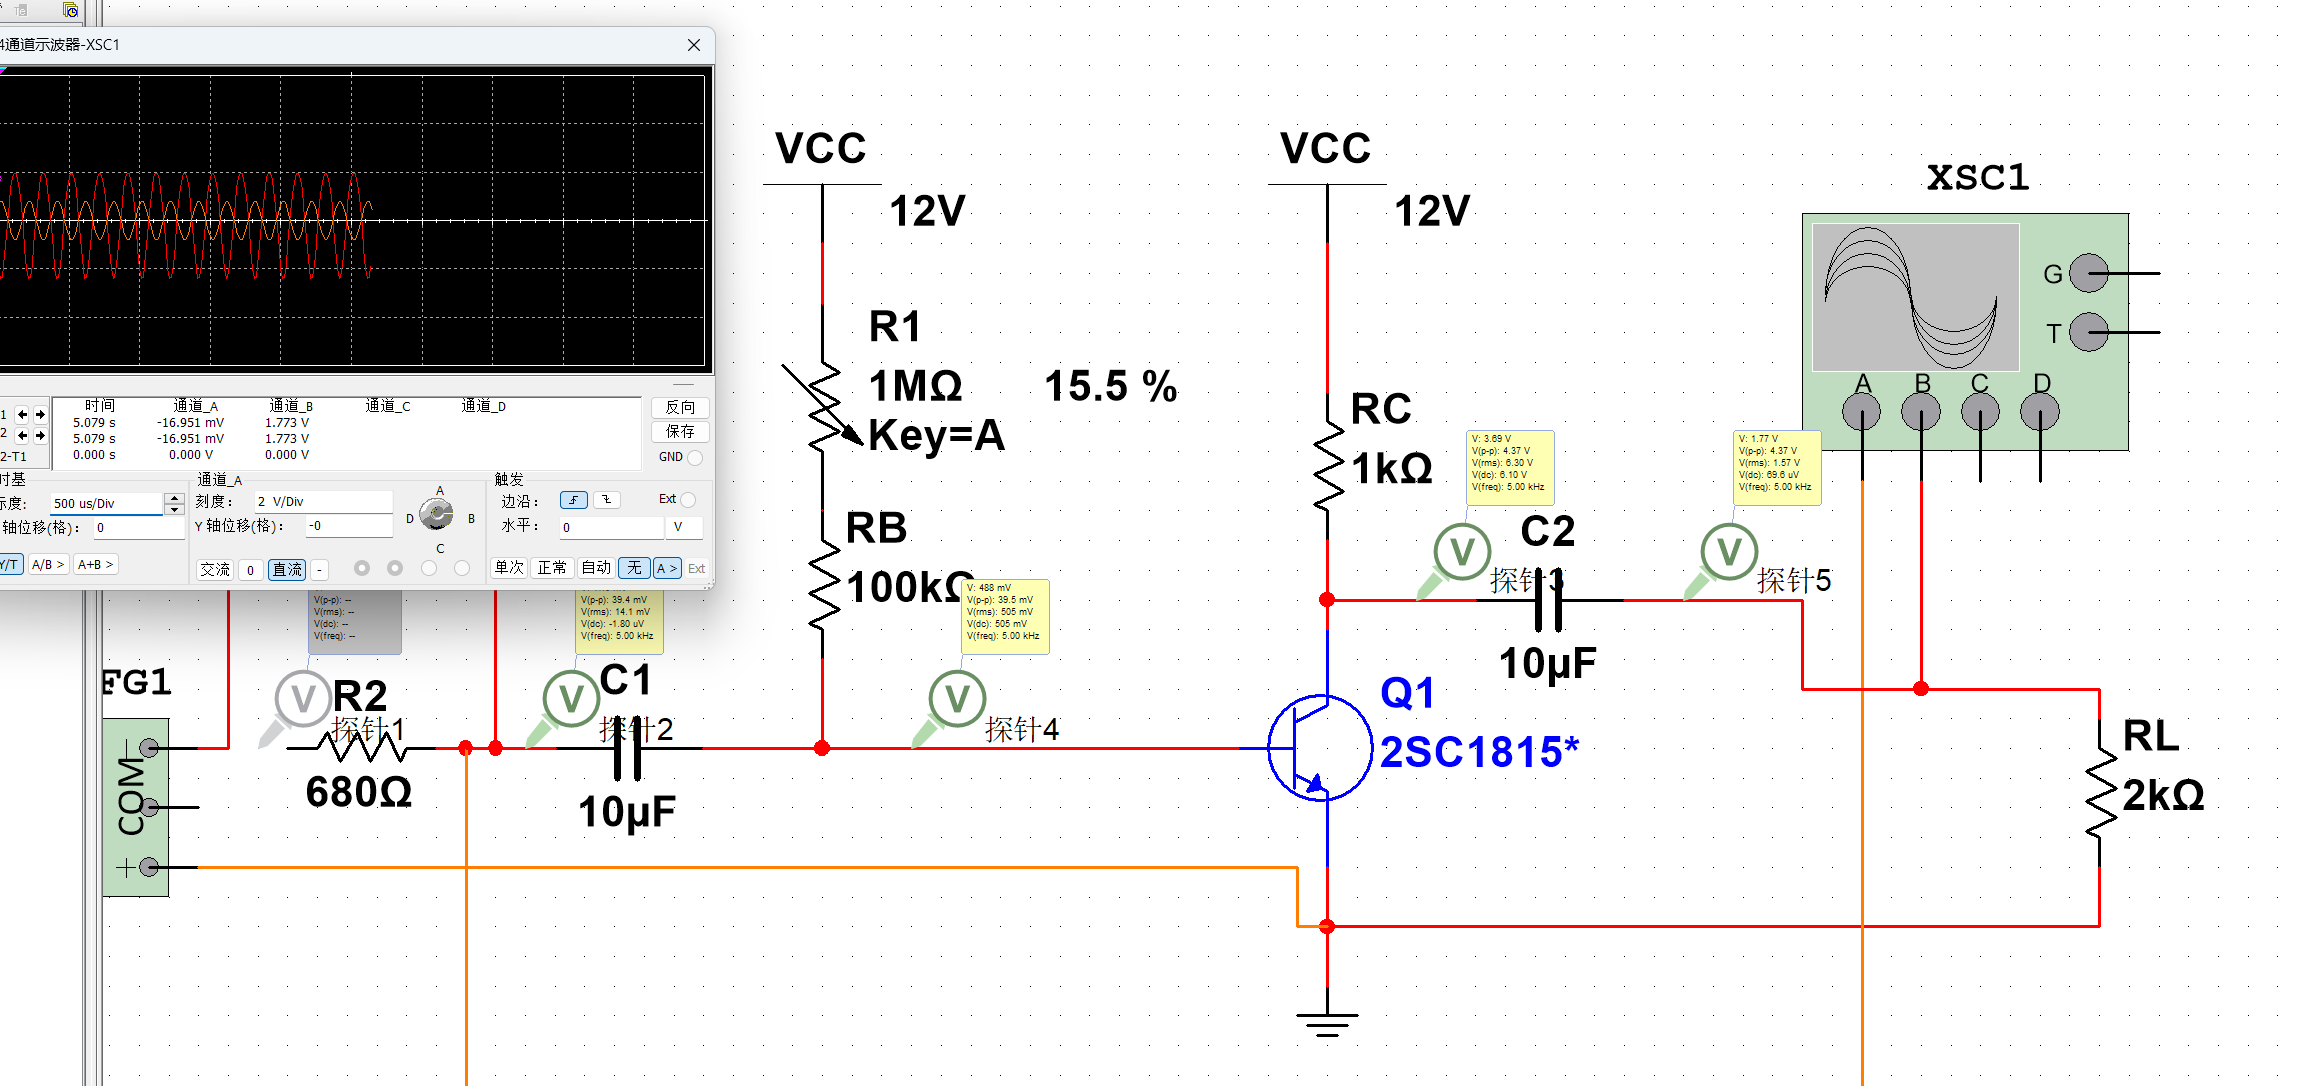 4通道示波器-XSC1
时间 通道_A 通道_B 通道_C 通道_D
5.079 s -16.951 mV 1.773 V
5.079 s -16.951 mV 1.773 V
0.000 s 0.000 V 0.000 V
1
2
2-T1
反向
保存
GND
时基
标度: 500 us/Div
轴位移(格): 0
Y/T A/B > A+B >
通道_A
刻度: 2 V/Div
Y 轴位移(格): -0
交流 0 直流 -
A
D B
C
触发
边沿: Ext
水平: 0 V
单次 正常 自动 无 A > Ext
VCC
12V
R1
1MΩ 15.5 %
Key=A
RB
100kΩ
VCC
12V
RC
1kΩ
XSC1
G
T
A B C D
V: 3.69 V
V(p-p): 4.37 V
V(rms): 6.30 V
V(dc): 6.10 V
V(freq): 5.00 kHz
V
探针3
C2
10µF
V: 1.77 V
V(p-p): 4.37 V
V(rms): 1.57 V
V(dc): 69.6 uV
V(freq): 5.00 kHz
V
探针5
V(p-p): --
V(rms): --
V(dc): --
V(freq): --
V
探针1
V(p-p): 39.4 mV
V(rms): 14.1 mV
V(dc): -1.80 uV
V(freq): 5.00 kHz
V
探针2
V: 488 mV
V(p-p): 39.5 mV
V(rms): 505 mV
V(dc): 505 mV
V(freq): 5.00 kHz
V
探针4
FG1
COM
R2
680Ω
C1
10µF
Q1
2SC1815*
RL
2kΩ